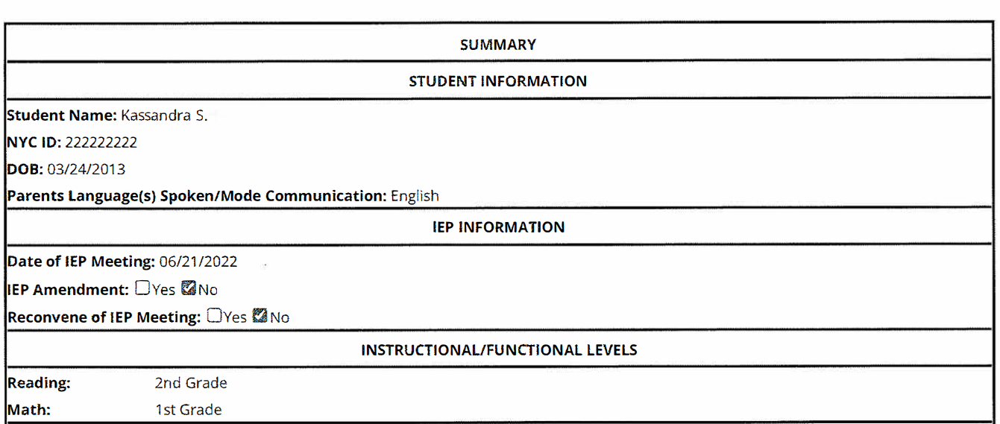 SUMMARY
STUDENT INFORMATION
Student Name: Kassandra S.
NYC ID: 222222222
DOB: 03/24/2013
Parents Language(s) Spoken/Mode Communication: English
IEP INFORMATION
Date of IEP Meeting: 06/21/2022
IEP Amendment: ☐Yes ☑No
Reconvene of IEP Meeting: ☐Yes ☑No
INSTRUCTIONAL/FUNCTIONAL LEVELS
Reading: 2nd Grade
Math: 1st Grade